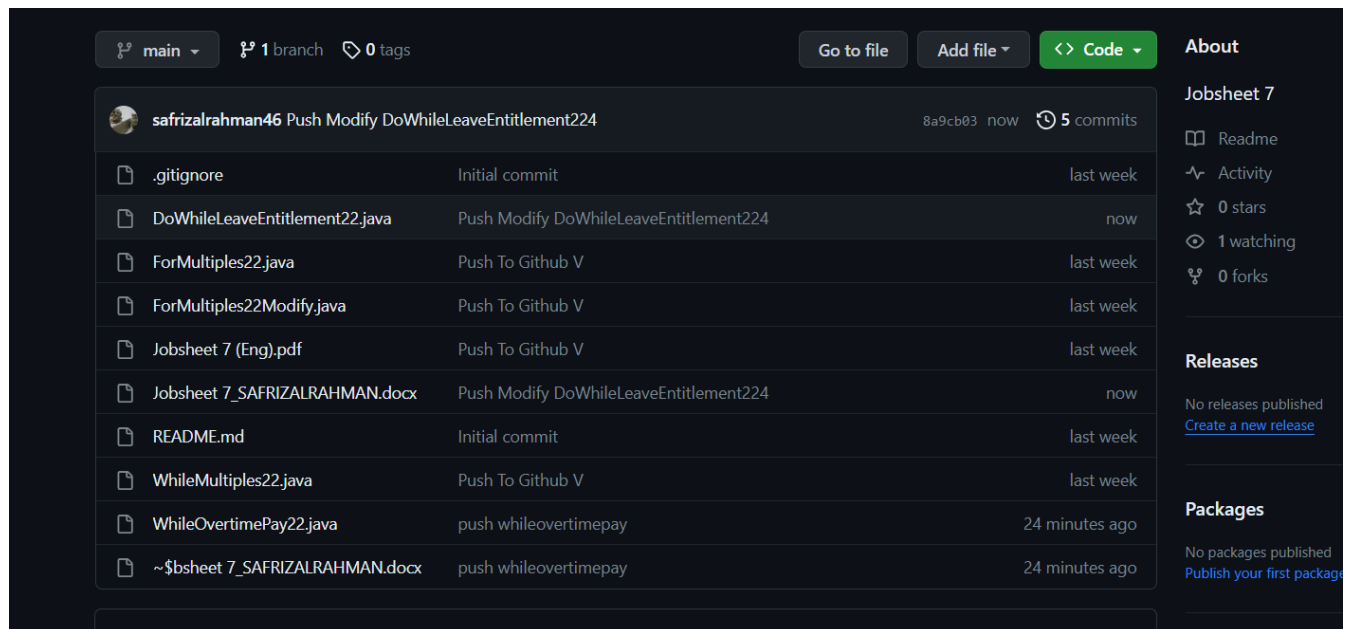 main 1 branch 0 tags Go to file Add file <> Code
safrizalrahman46 Push Modify DoWhileLeaveEntitlement224 8a9cb03 now 5 commits
.gitignore Initial commit last week
DoWhileLeaveEntitlement22.java Push Modify DoWhileLeaveEntitlement224 now
ForMultiples22.java Push To Github V last week
ForMultiples22Modify.java Push To Github V last week
Jobsheet 7 (Eng).pdf Push To Github V last week
Jobsheet 7_SAFRIZALRAHMAN.docx Push Modify DoWhileLeaveEntitlement224 now
README.md Initial commit last week
WhileMultiples22.java Push To Github V last week
WhileOvertimePay22.java push whileovertimepay 24 minutes ago
~$bsheet 7_SAFRIZALRAHMAN.docx push whileovertimepay 24 minutes ago
About
Jobsheet 7
Readme
Activity
0 stars
1 watching
0 forks
Releases
No releases published
Create a new release
Packages
No packages published
Publish your first package